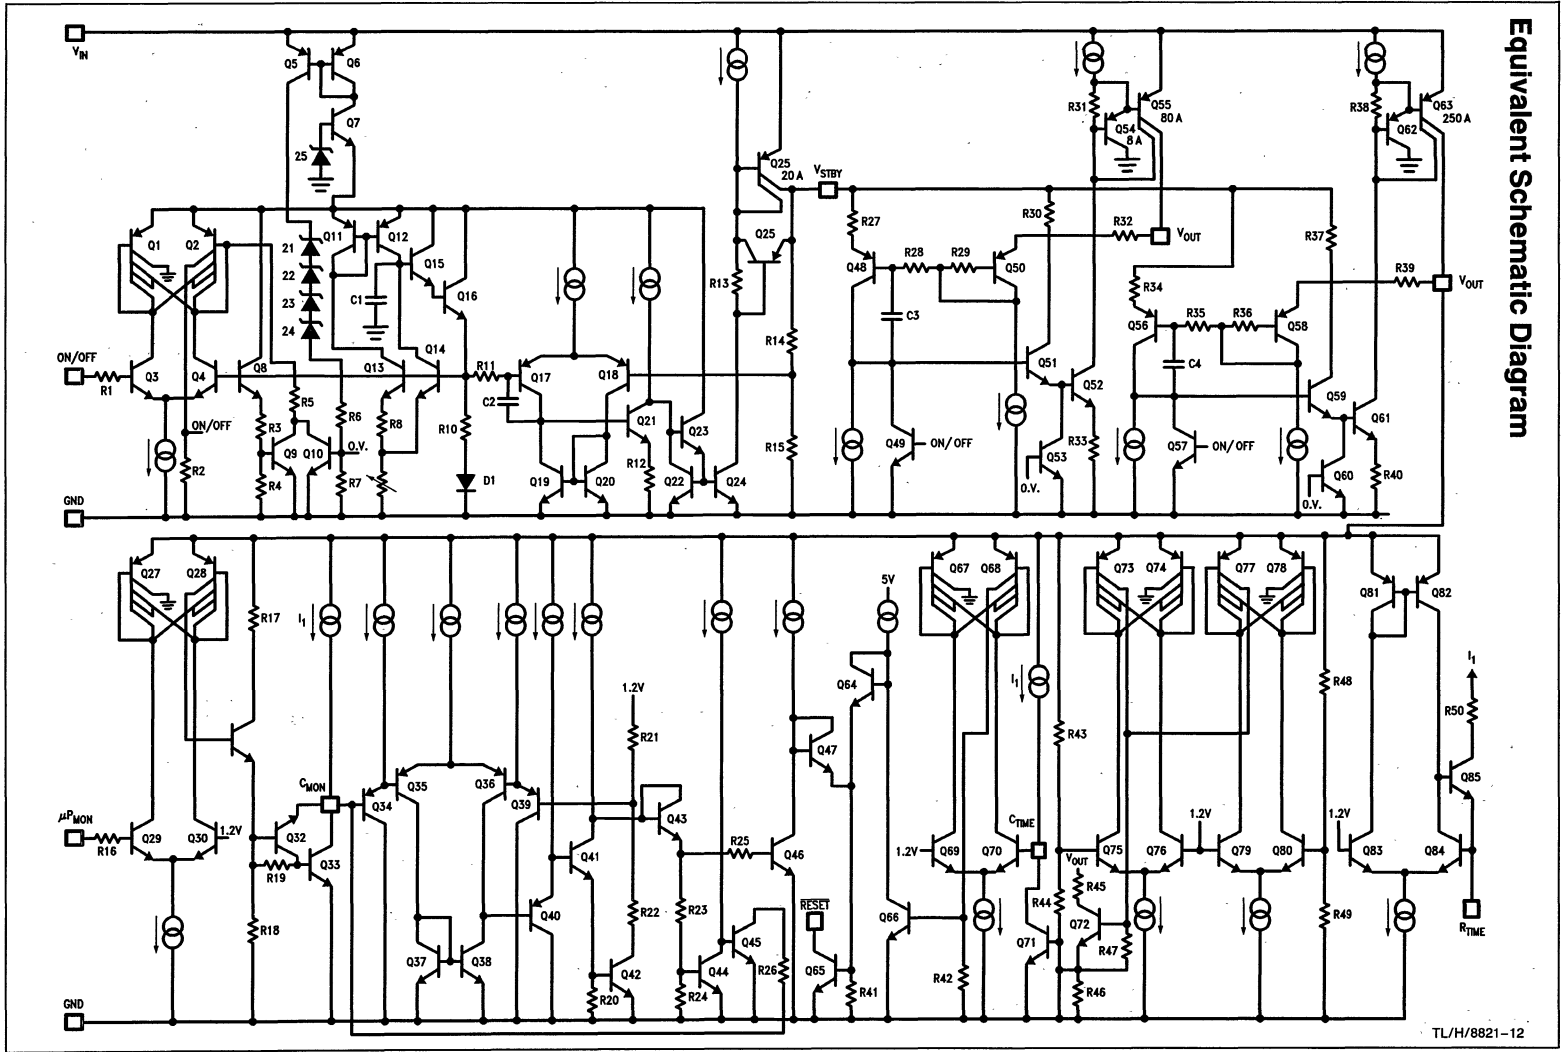 Equivalent Schematic Diagram
VIN
Q5
Q6
Q7
25
Q25
20 A
VSTBY
R31
Q54
8 A
Q55
80 A
R38
Q62
Q63
250 A
Q1
Q2
21
22
23
24
Q11
Q12
Q15
Q16
C1
Q25
R13
R14
R27
Q48
R28
R29
Q50
R30
R32
VOUT
C3
R34
Q56
R35
R36
Q58
R37
R39
VOUT
C4
ON/OFF
R1
Q3
Q4
Q8
Q13
Q14
R11
C2
Q17
Q18
Q51
Q52
Q59
Q61
ON/OFF
R2
R3
R4
R5
Q9
Q10
R6
O.V.
R7
R8
R10
D1
Q19
Q20
Q21
R12
Q22
Q23
Q24
R15
Q49
ON/OFF
Q53
O.V.
R33
Q57
ON/OFF
Q60
O.V.
R40
GND
Q27
Q28
R17
I1
5V
Q67
Q68
I1
Q73
Q74
Q77
Q78
Q81
Q82
Q64
1.2V
R21
Q47
R43
R48
I1
R50
CMON
Q34
Q35
Q36
Q39
Q43
CTIME
Q85
µPMON
R16
Q29
Q30
1.2V
Q32
R19
Q33
Q41
R25
Q46
1.2V
Q69
Q70
Q75
Q76
1.2V
Q79
Q80
1.2V
Q83
Q84
VOUT
R45
R18
Q40
R22
R23
RESET
Q66
R44
Q72
R49
RTIME
Q37
Q38
R20
Q42
R24
Q44
Q45
R26
Q65
R41
R42
Q71
R47
R46
GND
TL/H/8821-12